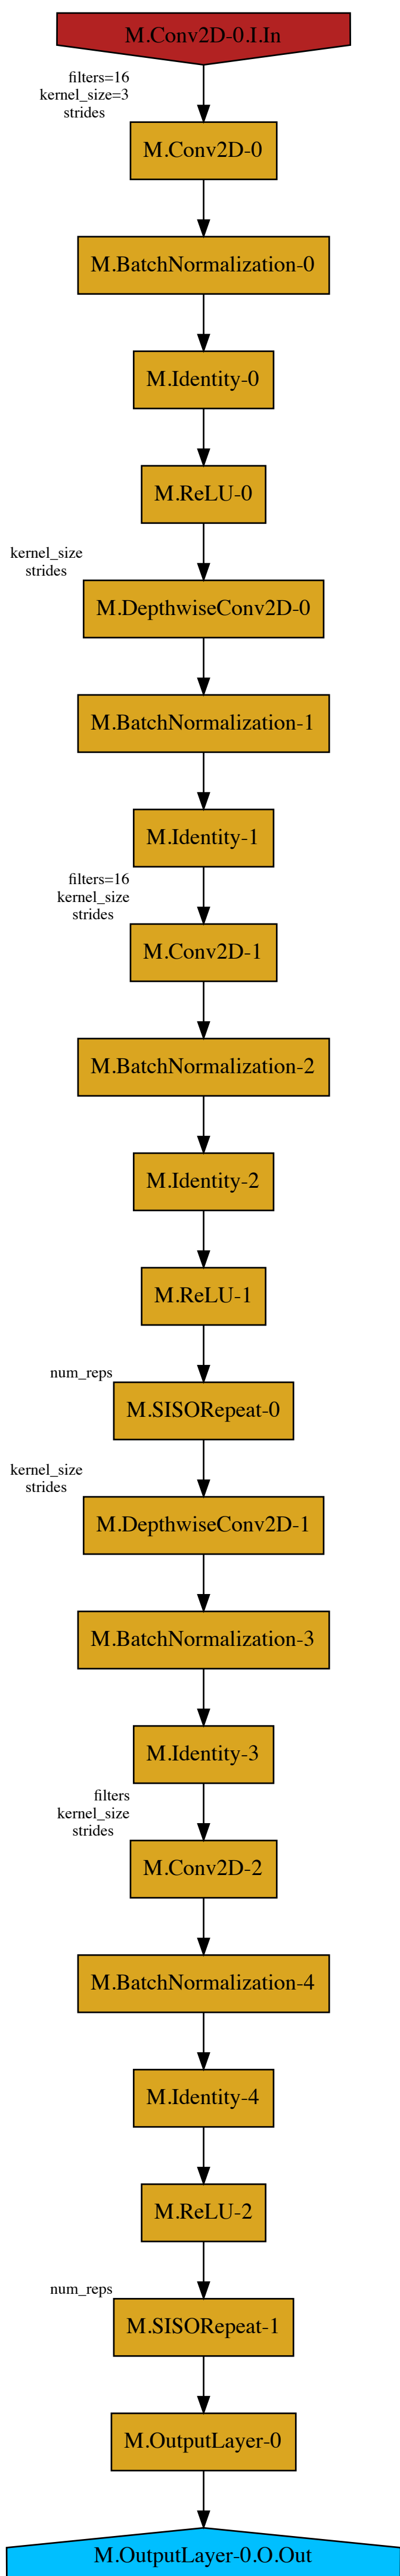 M.Conv2D-0.I.In
filters=16
kernel_size=3
strides
M.Conv2D-0
M.BatchNormalization-0
M.Identity-0
M.ReLU-0
kernel_size
strides
M.DepthwiseConv2D-0
M.BatchNormalization-1
M.Identity-1
filters=16
kernel_size
strides
M.Conv2D-1
M.BatchNormalization-2
M.Identity-2
M.ReLU-1
num_reps
M.SISORepeat-0
kernel_size
strides
M.DepthwiseConv2D-1
M.BatchNormalization-3
M.Identity-3
filters
kernel_size
strides
M.Conv2D-2
M.BatchNormalization-4
M.Identity-4
M.ReLU-2
num_reps
M.SISORepeat-1
M.OutputLayer-0
M.OutputLayer-0.O.Out